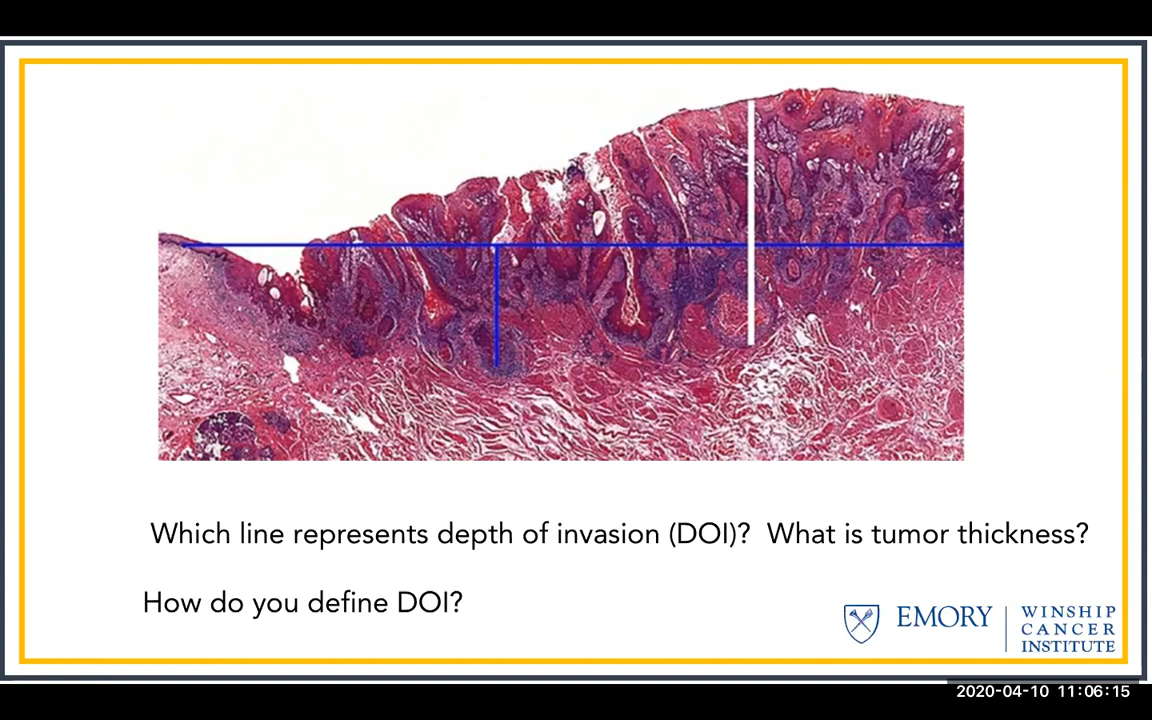 Which line represents depth of invasion (DOI)?  What is tumor thickness?
How do you define DOI?
EMORY
WINSHIP
CANCER
INSTITUTE
2020-04-10 11:06:15